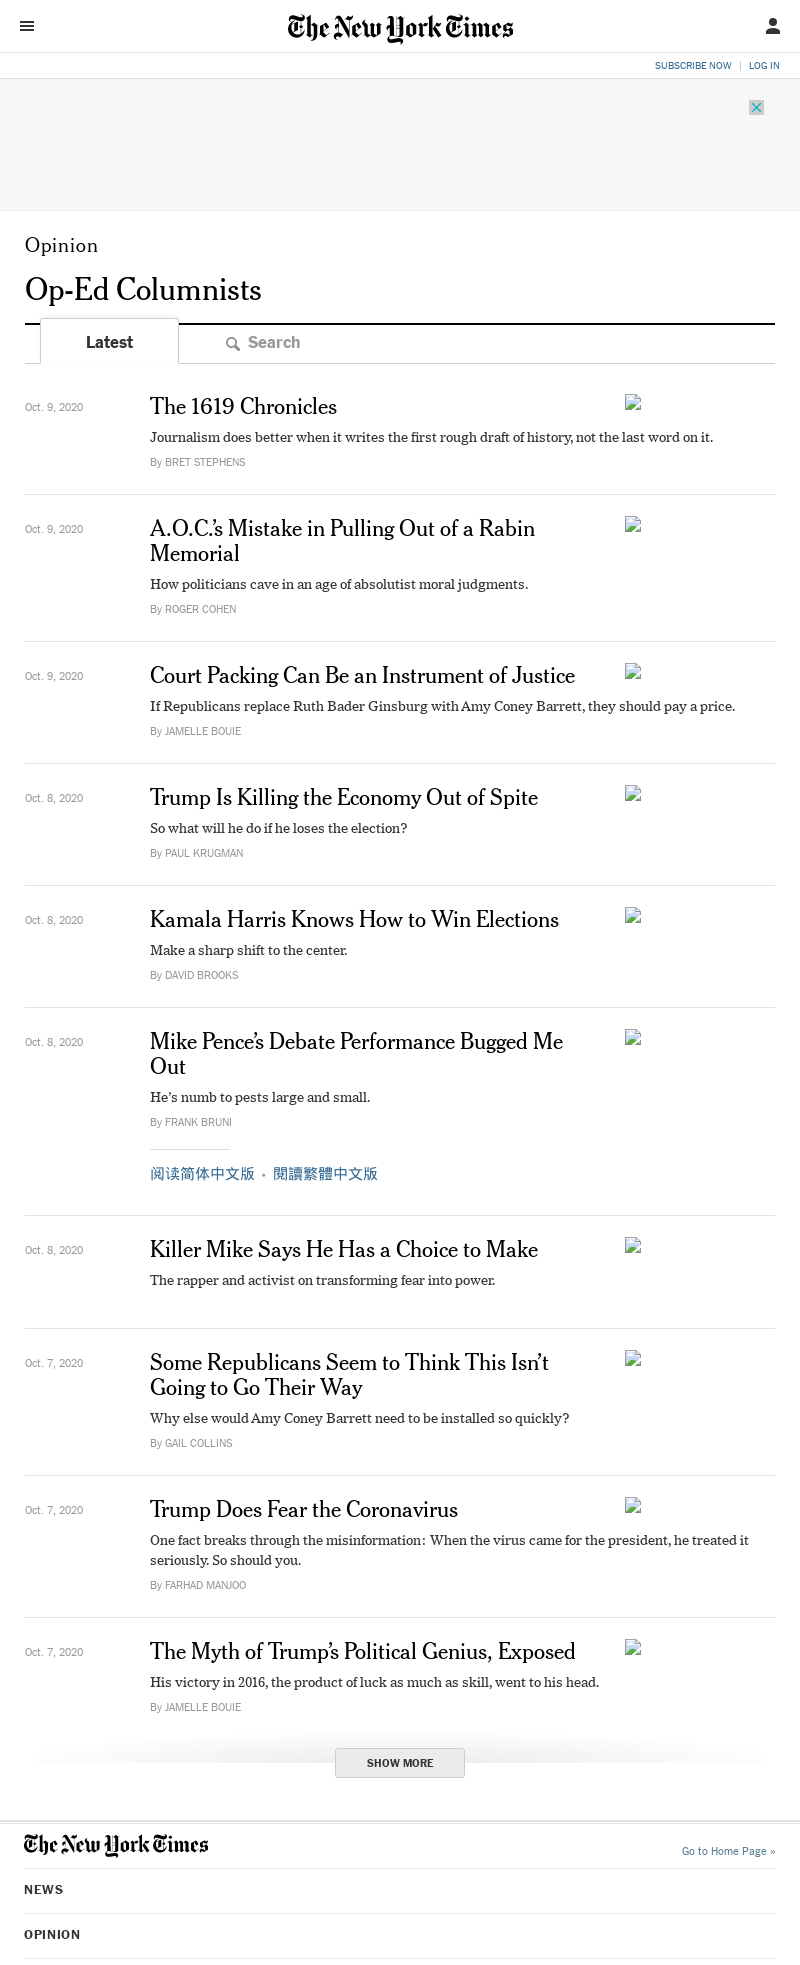 The New York Times
SUBSCRIBE NOW | LOG IN
Opinion
Op-Ed Columnists
Latest
Search
Oct. 9, 2020
The 1619 Chronicles
Journalism does better when it writes the first rough draft of history, not the last word on it.
By BRET STEPHENS
Oct. 9, 2020
A.O.C.’s Mistake in Pulling Out of a Rabin
Memorial
How politicians cave in an age of absolutist moral judgments.
By ROGER COHEN
Oct. 9, 2020
Court Packing Can Be an Instrument of Justice
If Republicans replace Ruth Bader Ginsburg with Amy Coney Barrett, they should pay a price.
By JAMELLE BOUIE
Oct. 8, 2020
Trump Is Killing the Economy Out of Spite
So what will he do if he loses the election?
By PAUL KRUGMAN
Oct. 8, 2020
Kamala Harris Knows How to Win Elections
Make a sharp shift to the center.
By DAVID BROOKS
Oct. 8, 2020
Mike Pence’s Debate Performance Bugged Me
Out
He’s numb to pests large and small.
By FRANK BRUNI
阅读简体中文版 • 閱讀繁體中文版
Oct. 8, 2020
Killer Mike Says He Has a Choice to Make
The rapper and activist on transforming fear into power.
Oct. 7, 2020
Some Republicans Seem to Think This Isn’t
Going to Go Their Way
Why else would Amy Coney Barrett need to be installed so quickly?
By GAIL COLLINS
Oct. 7, 2020
Trump Does Fear the Coronavirus
One fact breaks through the misinformation: When the virus came for the president, he treated it
seriously. So should you.
By FARHAD MANJOO
Oct. 7, 2020
The Myth of Trump’s Political Genius, Exposed
His victory in 2016, the product of luck as much as skill, went to his head.
By JAMELLE BOUIE
SHOW MORE
The New York Times
Go to Home Page »
NEWS
OPINION